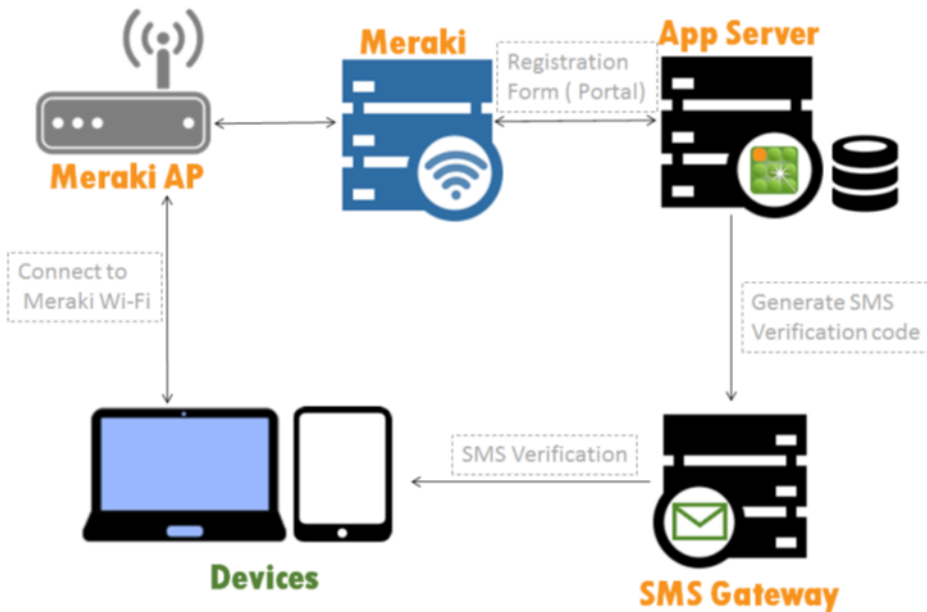 Meraki
App Server
Registration
Form ( Portal)
Meraki AP
Connect to
Meraki Wi-Fi
Generate SMS
Verification code
SMS Verification
Devices
SMS Gateway